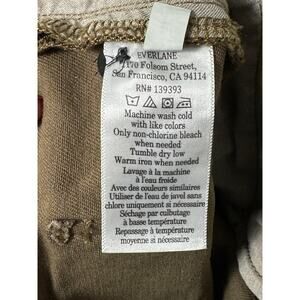 EVERLANE
2170 Folsom Street,
San Francisco, CA 94114
RN# 139393
Machine wash cold
with like colors
Only non-chlorine bleach
when needed
Tumble dry low
Warm iron when needed
Lavage à la machine
à l'eau froide
Avec des couleurs similaires
Utiliser de l'eau de javel sans
chlore uniquement si nécessaire
Séchage par culbutage
à basse température
Repassage à température
moyenne si nécessaire